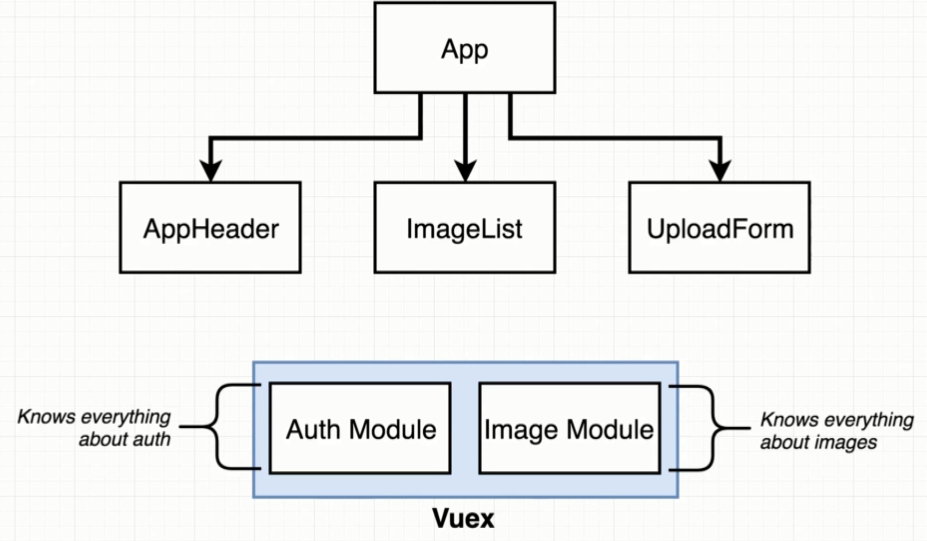 App
AppHeader
ImageList
UploadForm
Knows everything
about auth
Auth Module
Image Module
Knows everything
about images
Vuex